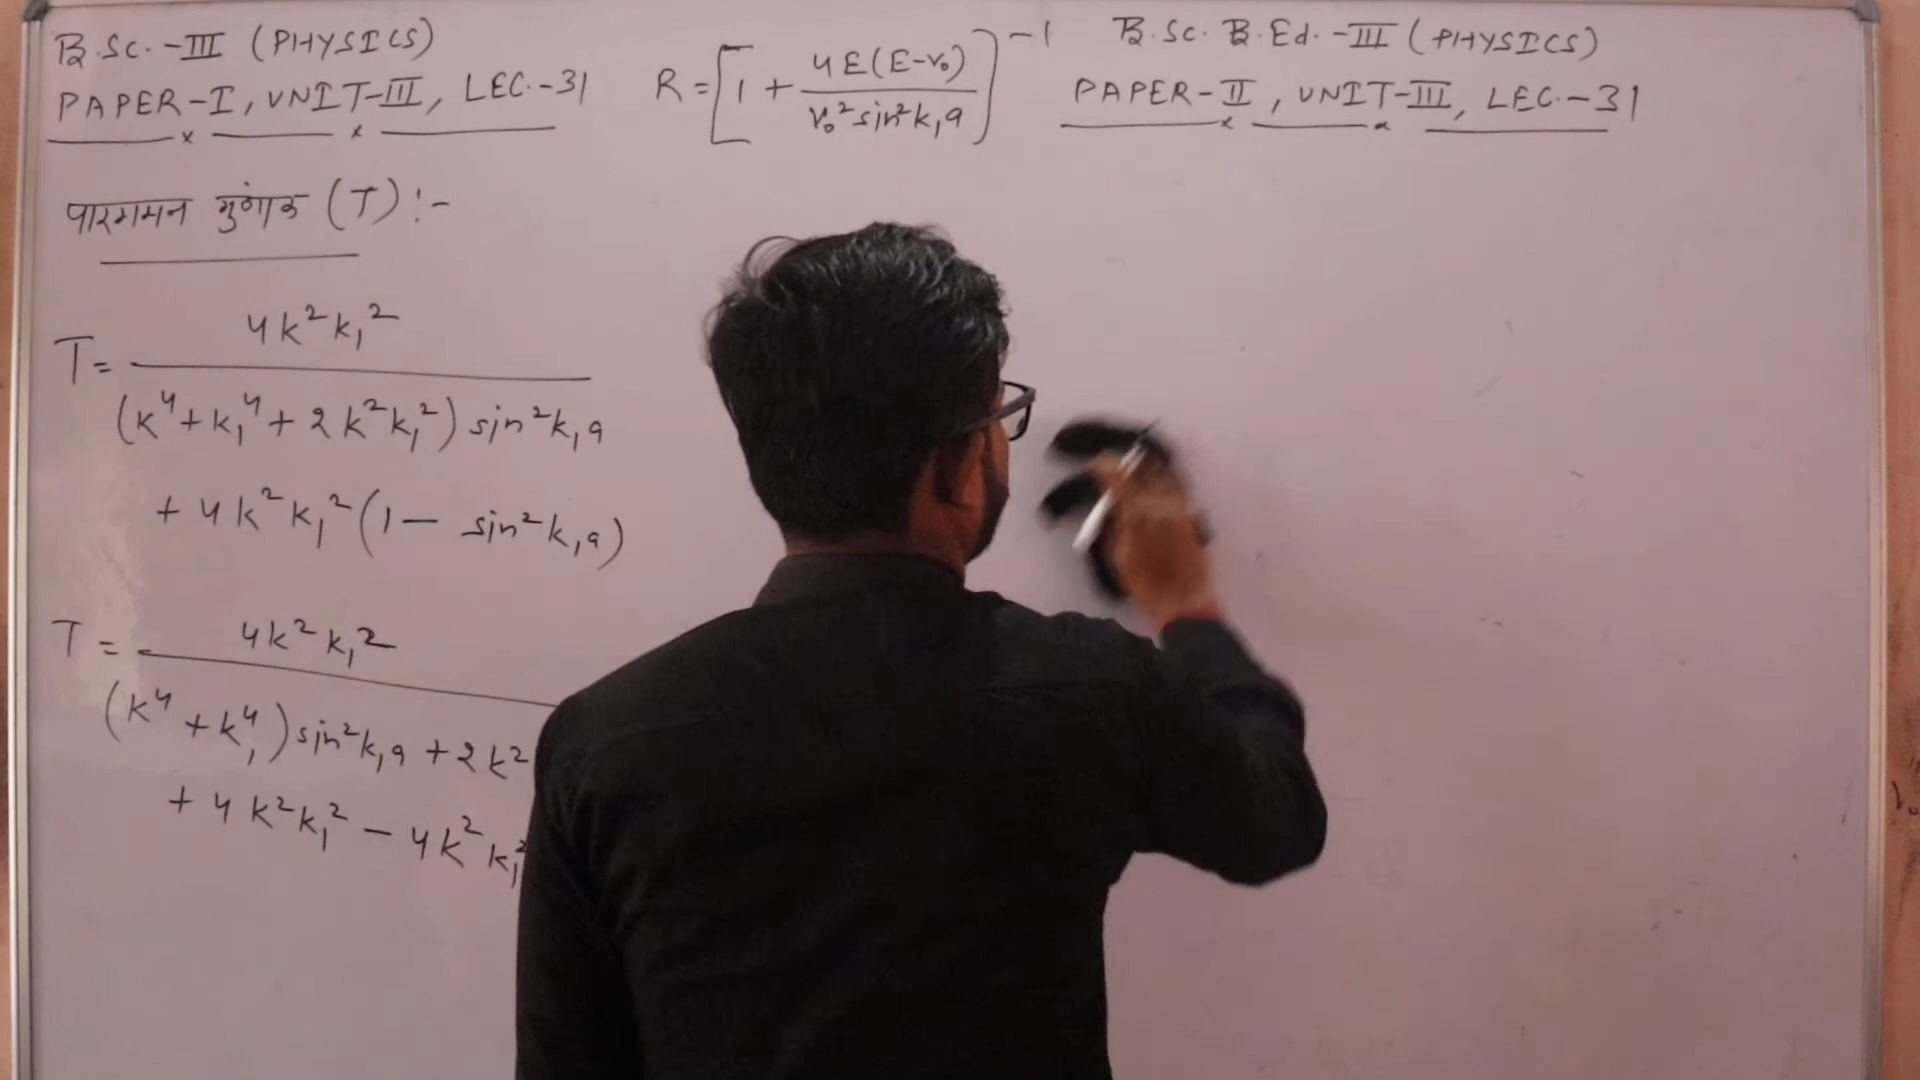 B.Sc.-III (PHYSICS)
PAPER-I, UNIT-III, LEC.-31
R = [1 + 4E(E-V₀) / V₀² sin²k₁a]⁻¹
B.Sc. B.Ed.-III (PHYSICS)
PAPER-II, UNIT-III, LEC.-31
पारगमन गुणांक (T):-
T = 4k²k₁²
(k⁴+k₁⁴+2k²k₁²) sin²k₁a
+ 4k²k₁²(1- sin²k₁a)
T = 4k²k₁²
(k⁴+k₁⁴) sin²k₁a + 2k²
+ 4k²k₁² - 4k²k₁²